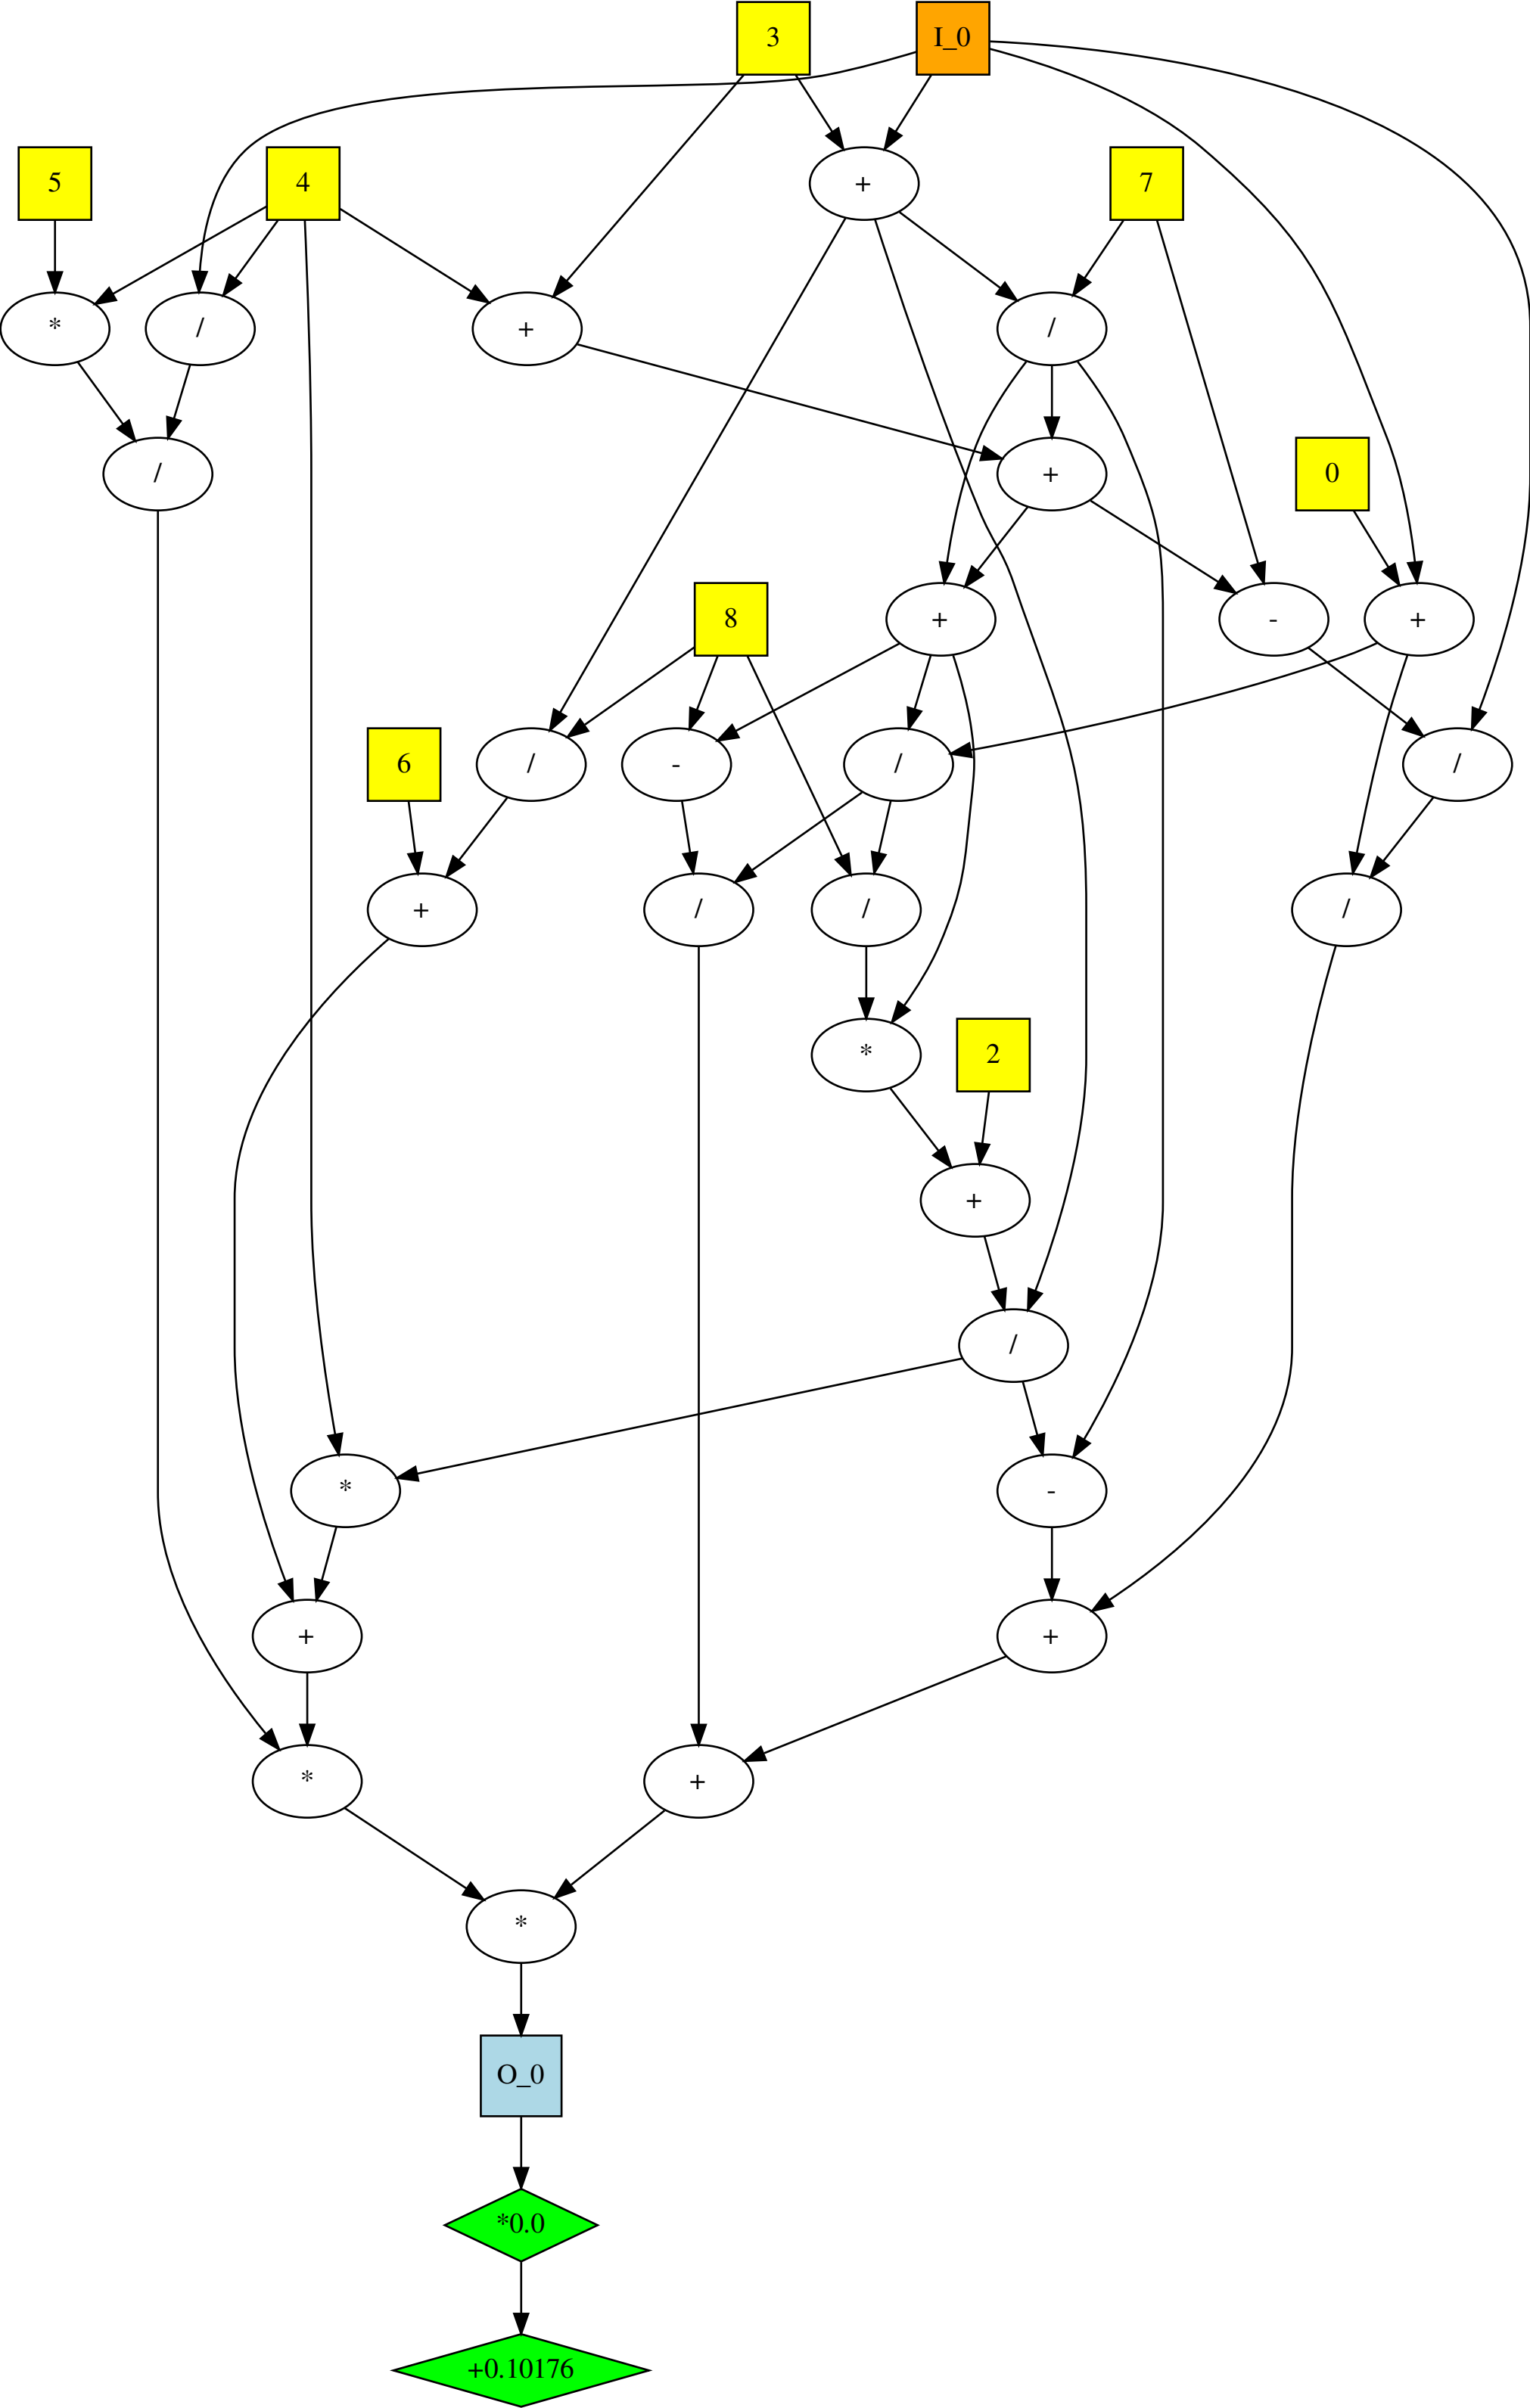 3 I_0
5 4 + 7
* / + /
/ + 0
8 + - +
6 / - / /
+ / / /
* 2
+
/
* -
+ +
* +
*
O_0
*0.0
+0.10176